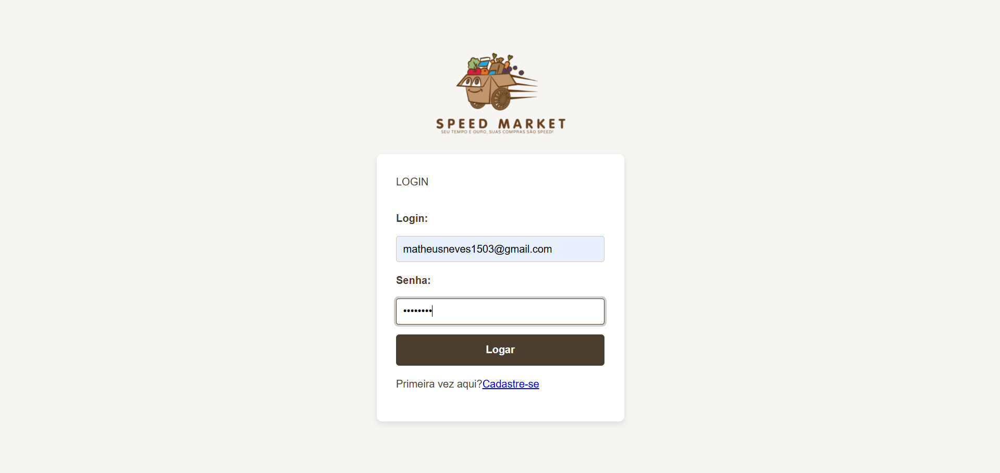 SPEED MARKET
SEU TEMPO É OURO, SUAS COMPRAS SÃO SPEED!
LOGIN
Login:
matheusneves1503@gmail.com
Senha:
••••••••
Logar
Primeira vez aqui?Cadastre-se